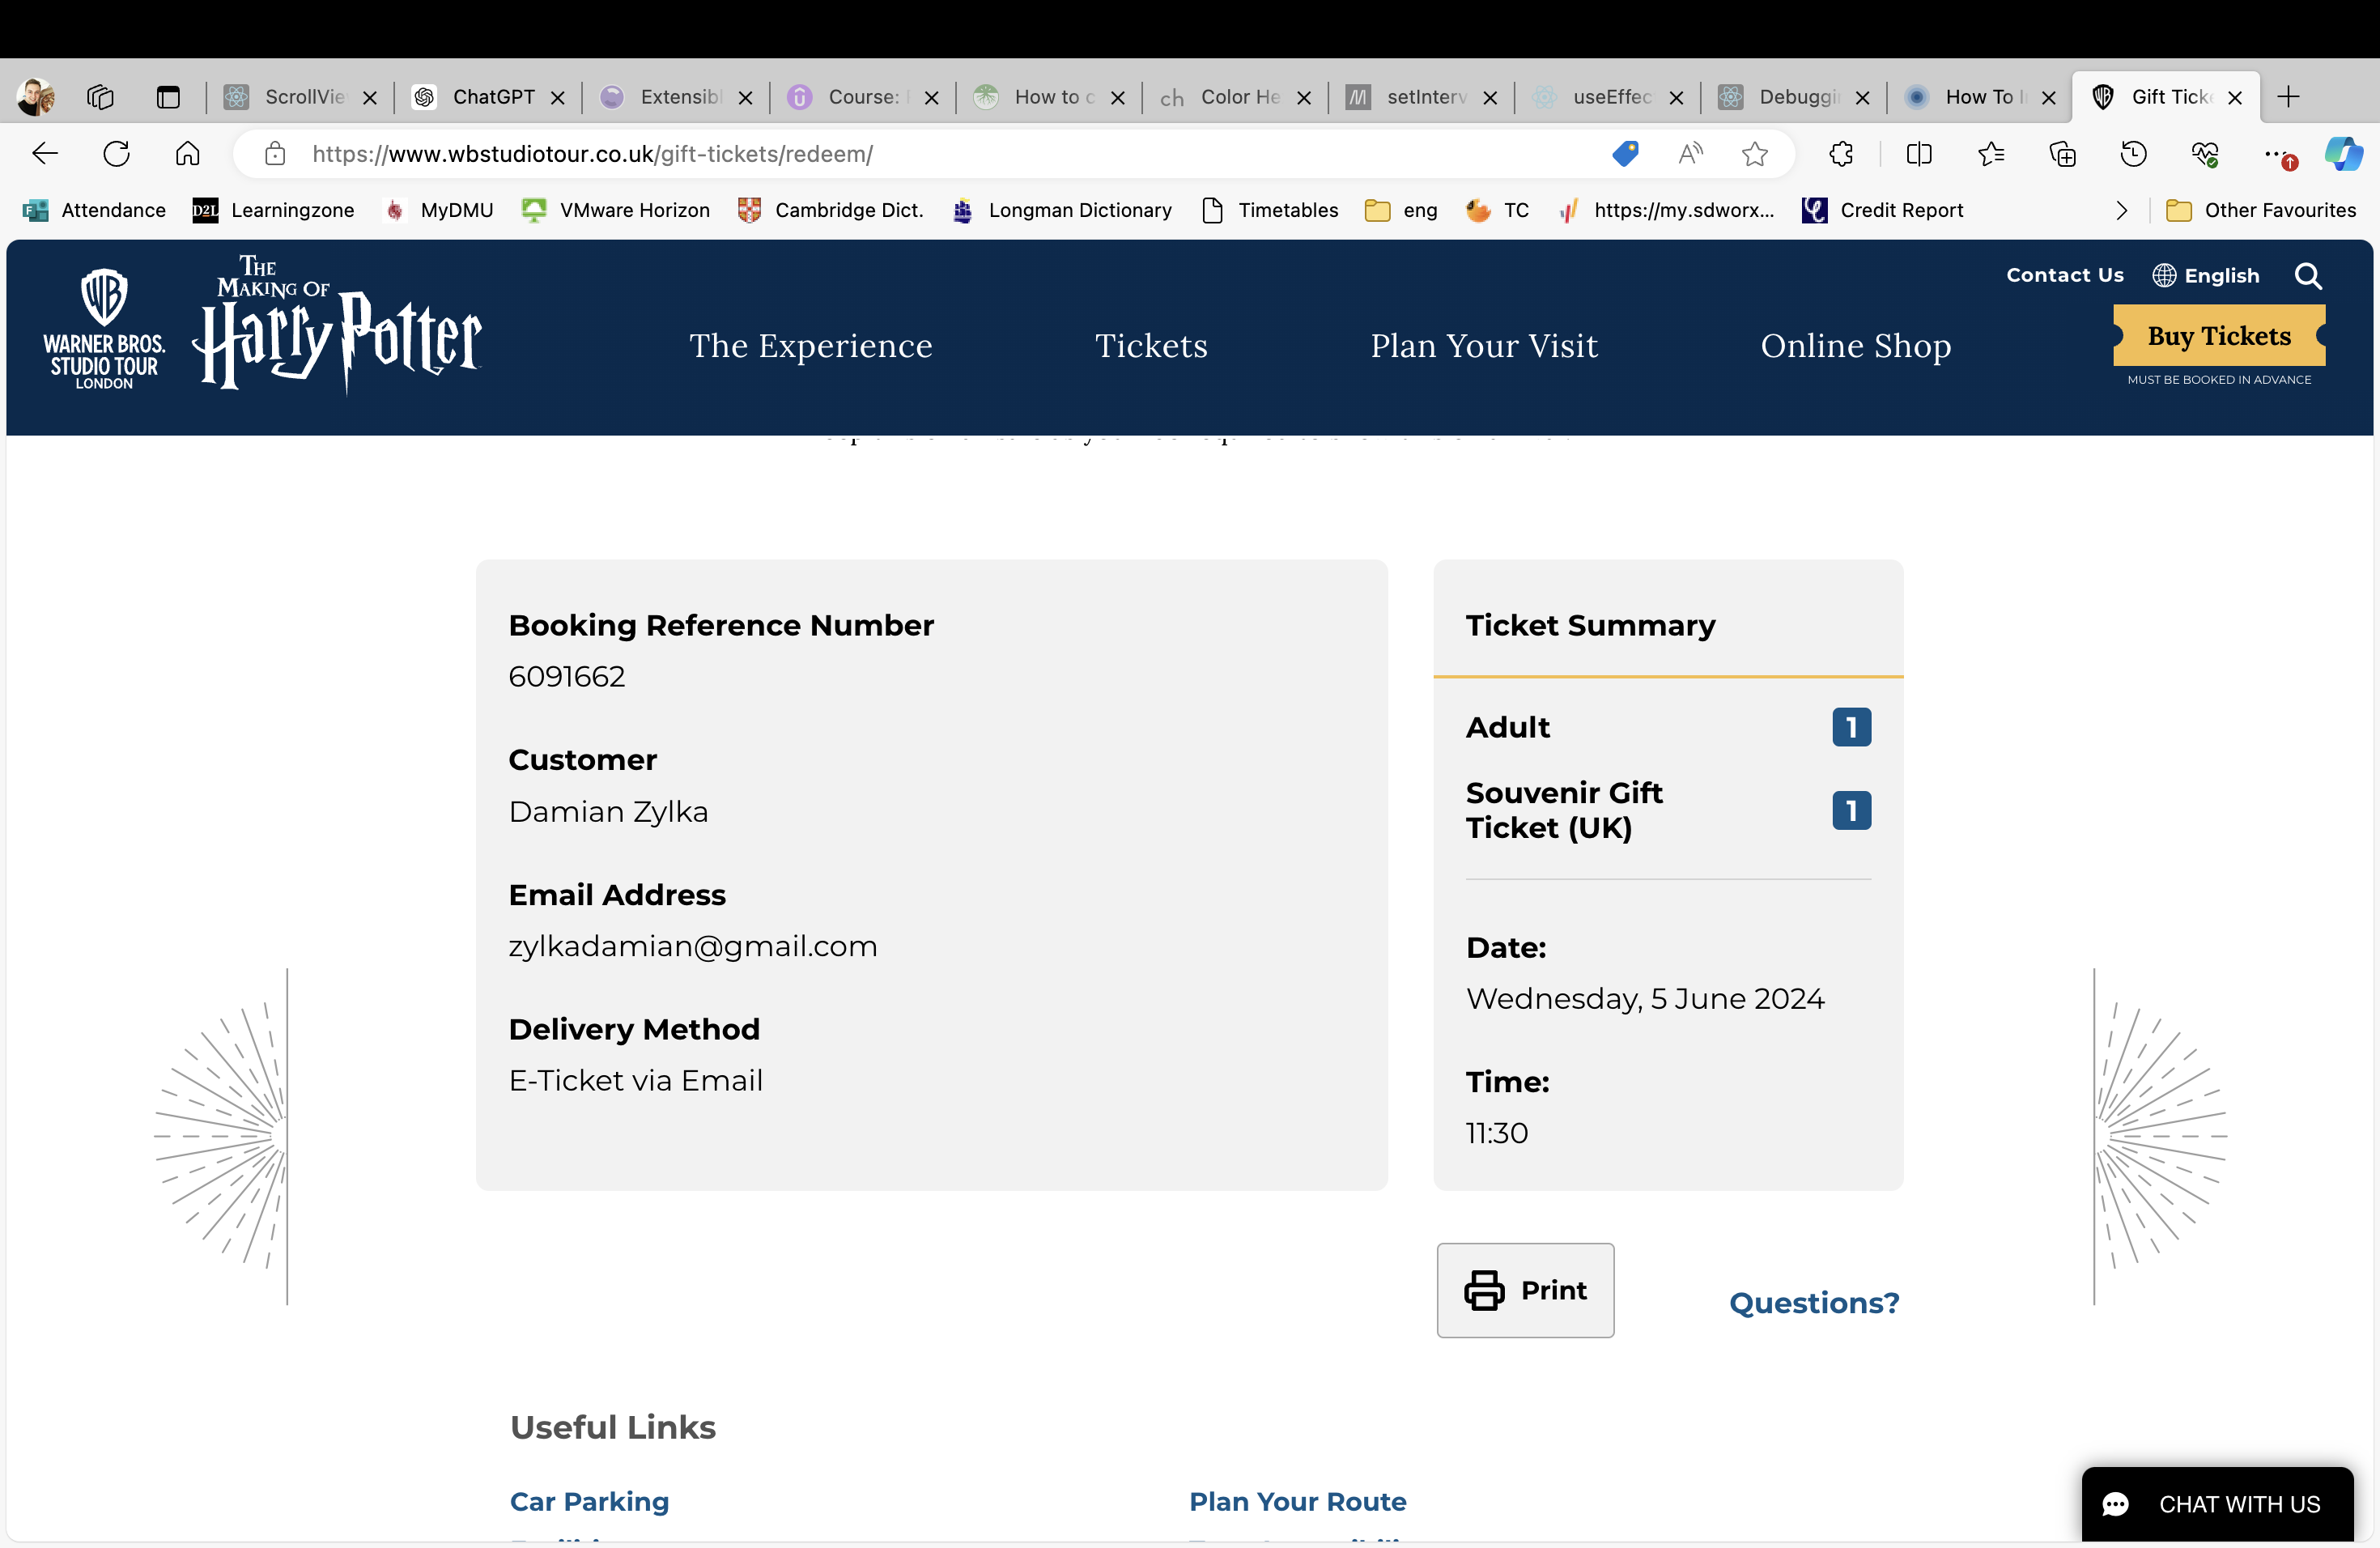 ScrollVie
ChatGPT
Extensibl
Course:
How to c
ch
Color He
setInterv
useEffec
Debuggi
How To I
Gift Tick
https://www.wbstudiotour.co.uk/gift-tickets/redeem/
Attendance
D2L
Learningzone
MyDMU
VMware Horizon
Cambridge Dict.
Longman Dictionary
Timetables
eng
TC
https://my.sdworx...
Credit Report
Other Favourites
WB
WARNER BROS.
STUDIO TOUR
LONDON
THE
MAKING OF
Harry Potter
The Experience
Tickets
Plan Your Visit
Online Shop
Contact Us
English
Buy Tickets
MUST BE BOOKED IN ADVANCE
Booking Reference Number
6091662
Customer
Damian Zylka
Email Address
zylkadamian@gmail.com
Delivery Method
E-Ticket via Email
Ticket Summary
Adult
1
Souvenir Gift
Ticket (UK)
1
Date:
Wednesday, 5 June 2024
Time:
11:30
Print
Questions?
Useful Links
Car Parking
Plan Your Route
CHAT WITH US